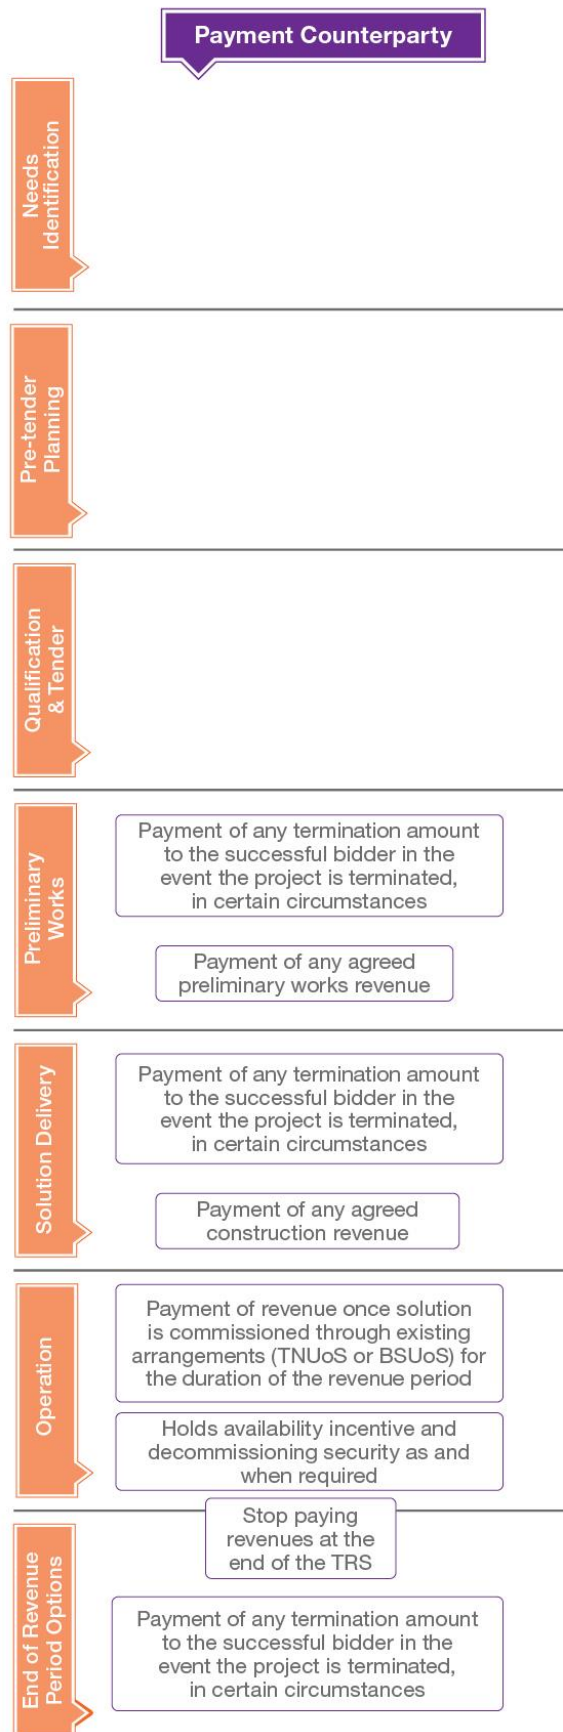 Payment Counterparty
Needs
Identification
Pre-tender
Planning
Qualification
& Tender
Preliminary
Works
Payment of any termination amount
to the successful bidder in the
event the project is terminated,
in certain circumstances
Payment of any agreed
preliminary works revenue
Solution Delivery
Payment of any termination amount
to the successful bidder in the
event the project is terminated,
in certain circumstances
Payment of any agreed
construction revenue
Operation
Payment of revenue once solution
is commissioned through existing
arrangements (TNUoS or BSUoS) for
the duration of the revenue period
Holds availability incentive and
decommissioning security as and
when required
End of Revenue
Period Options
Stop paying
revenues at the
end of the TRS
Payment of any termination amount
to the successful bidder in the
event the project is terminated,
in certain circumstances